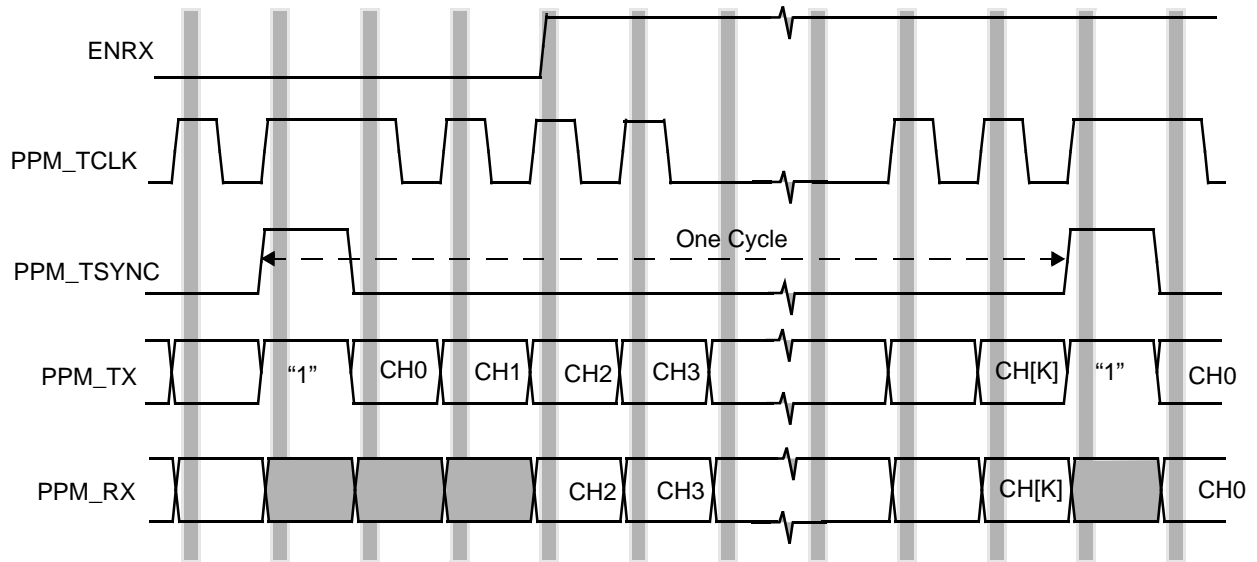 ENRX
PPM_TCLK
One Cycle
PPM_TSYNC
PPM_TX “1” CH0 CH1 CH2 CH3 CH[K] “1” CH0
PPM_RX CH2 CH3 CH[K] CH0